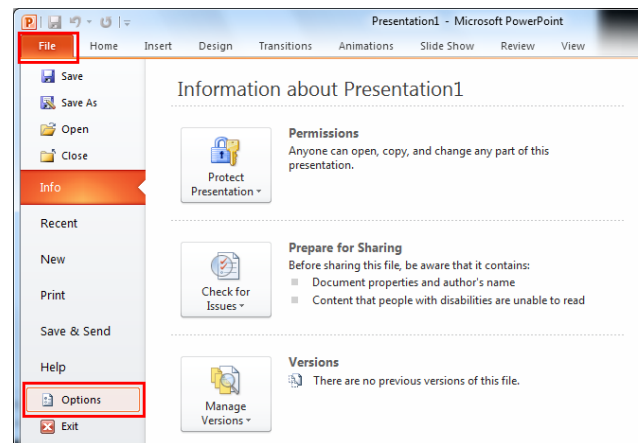 Presentation1 - Microsoft PowerPoint
File Home Insert Design Transitions Animations Slide Show Review View
Save
Save As
Open
Close
Info
Recent
New
Print
Save & Send
Help
Options
Exit
Information about Presentation1
Protect
Presentation
Permissions
Anyone can open, copy, and change any part of this
presentation.
Check for
Issues
Prepare for Sharing
Before sharing this file, be aware that it contains:
Document properties and author's name
Content that people with disabilities are unable to read
Manage
Versions
Versions
There are no previous versions of this file.